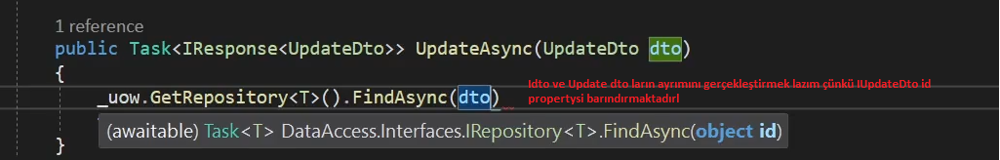 1 reference
public Task<IResponse<UpdateDto>> UpdateAsync(UpdateDto dto)
{
_uow.GetRepository<T>().FindAsync(dto)
Idto ve Update dto ların ayrımını gerçekleştirmek lazım çünkü IUpdateDto id
propertysi barındırmaktadır!
(awaitable) Task<T> DataAccess.Interfaces.IRepository<T>.FindAsync(object id)
}